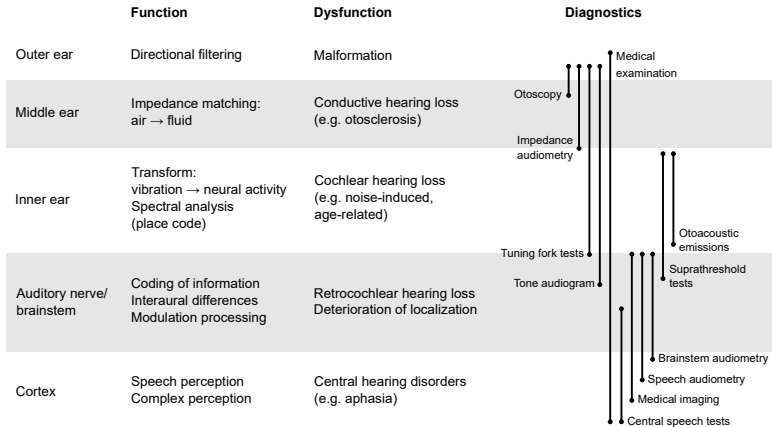 Function
Dysfunction
Diagnostics
Outer ear
Directional filtering
Malformation
Medical
examination
Otoscopy
Middle ear
Impedance matching:
air → fluid
Conductive hearing loss
(e.g. otosclerosis)
Impedance
audiometry
Inner ear
Transform:
vibration → neural activity
Spectral analysis
(place code)
Cochlear hearing loss
(e.g. noise-induced,
age-related)
Otoacoustic
emissions
Tuning fork tests
Suprathreshold
tests
Tone audiogram
Auditory nerve/
brainstem
Coding of information
Interaural differences
Modulation processing
Retrocochlear hearing loss
Deterioration of localization
Brainstem audiometry
Speech audiometry
Medical imaging
Central speech tests
Cortex
Speech perception
Complex perception
Central hearing disorders
(e.g. aphasia)